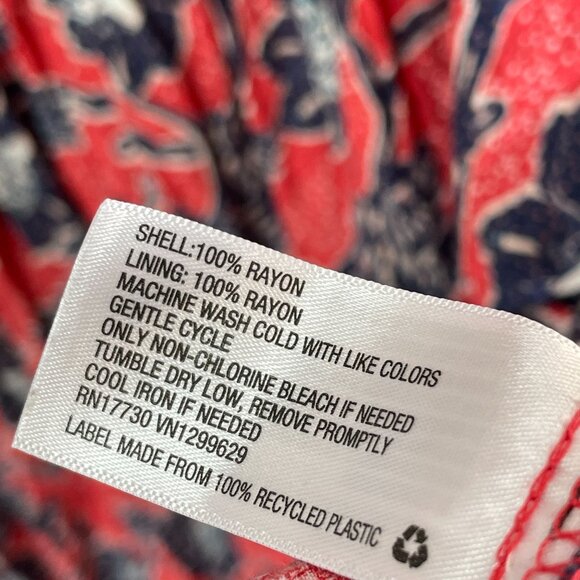 SHELL:100% RAYON
LINING: 100% RAYON
MACHINE WASH COLD WITH LIKE COLORS
GENTLE CYCLE
ONLY NON-CHLORINE BLEACH IF NEEDED
TUMBLE DRY LOW, REMOVE PROMPTLY
COOL IRON IF NEEDED
RN17730 VN1299629
LABEL MADE FROM 100% RECYCLED PLASTIC